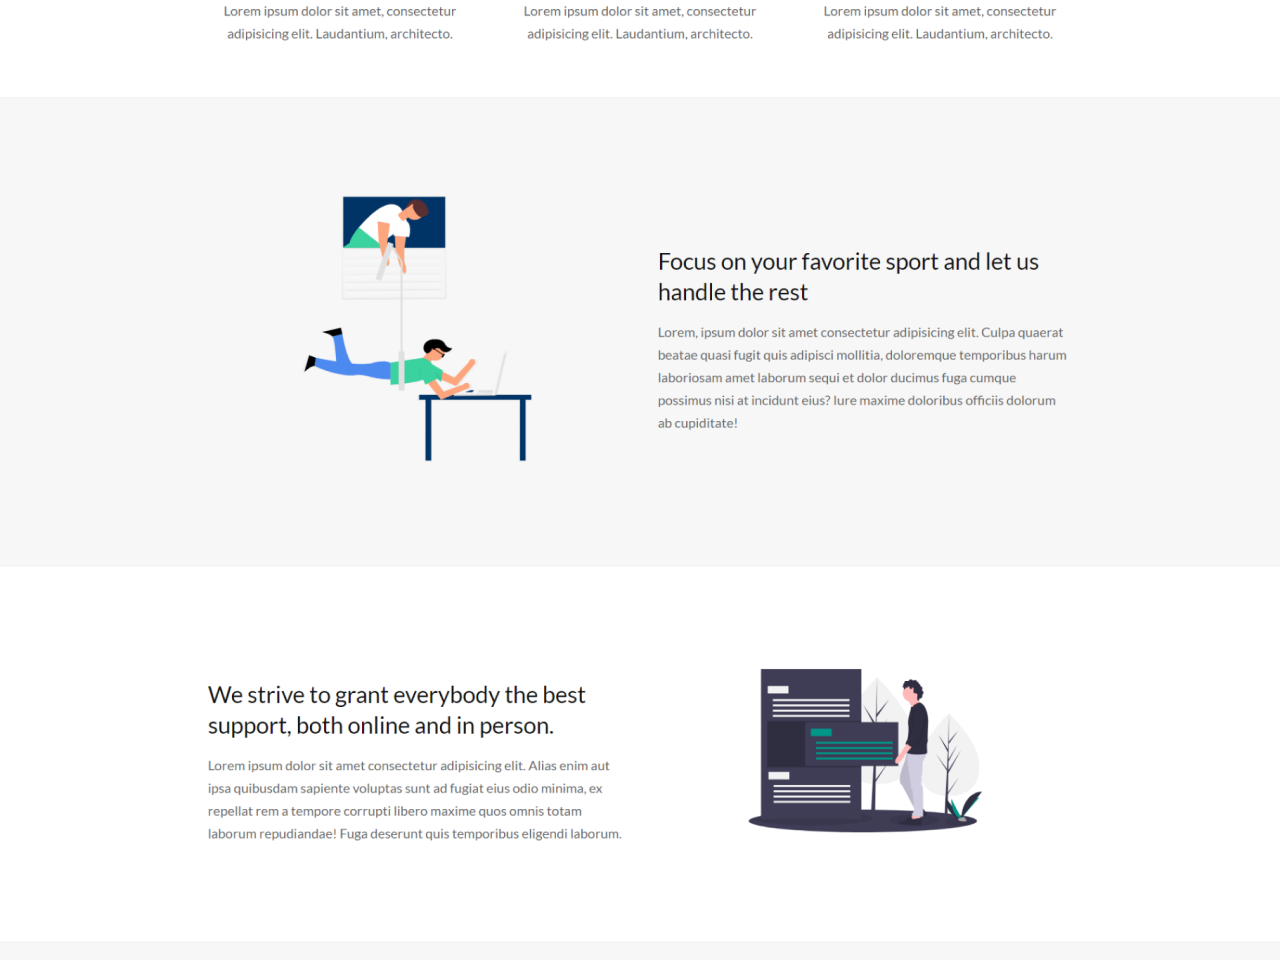 Lorem ipsum dolor sit amet, consectetur
adipisicing elit. Laudantium, architecto.
Lorem ipsum dolor sit amet, consectetur
adipisicing elit. Laudantium, architecto.
Lorem ipsum dolor sit amet, consectetur
adipisicing elit. Laudantium, architecto.
Focus on your favorite sport and let us
handle the rest
Lorem, ipsum dolor sit amet consectetur adipisicing elit. Culpa quaerat
beatae quasi fugit quis adipisci mollitia, doloremque temporibus harum
laboriosam amet laborum sequi et dolor ducimus fuga cumque
possimus nisi at incidunt eius? Iure maxime doloribus officiis dolorum
ab cupiditate!
We strive to grant everybody the best
support, both online and in person.
Lorem ipsum dolor sit amet consectetur adipisicing elit. Alias enim aut
ipsa quibusdam sapiente voluptas sunt ad fugiat eius odio minima, ex
repellat rem a tempore corrupti libero maxime quos omnis totam
laborum repudiandae! Fuga deserunt quis temporibus eligendi laborum.